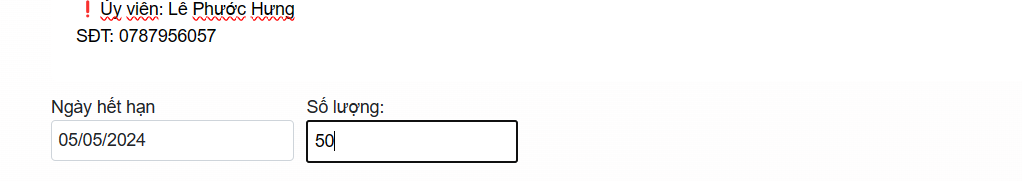 ❗ Ủy viên: Lê Phước Hưng
SĐT: 0787956057
Ngày hết hạn
Số lượng:
05/05/2024
50